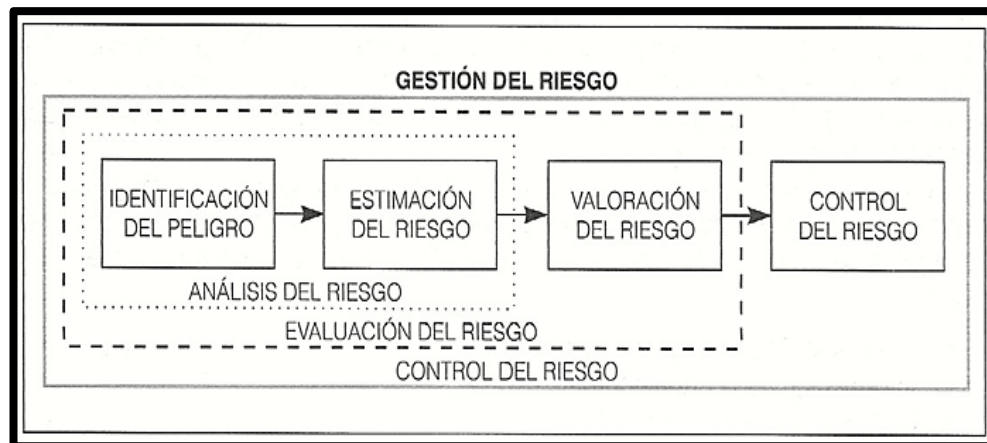 GESTIÓN DEL RIESGO
IDENTIFICACIÓN
DEL PELIGRO
ESTIMACIÓN
DEL RIESGO
VALORACIÓN
DEL RIESGO
CONTROL
DEL RIESGO
ANÁLISIS DEL RIESGO
EVALUACIÓN DEL RIESGO
CONTROL DEL RIESGO